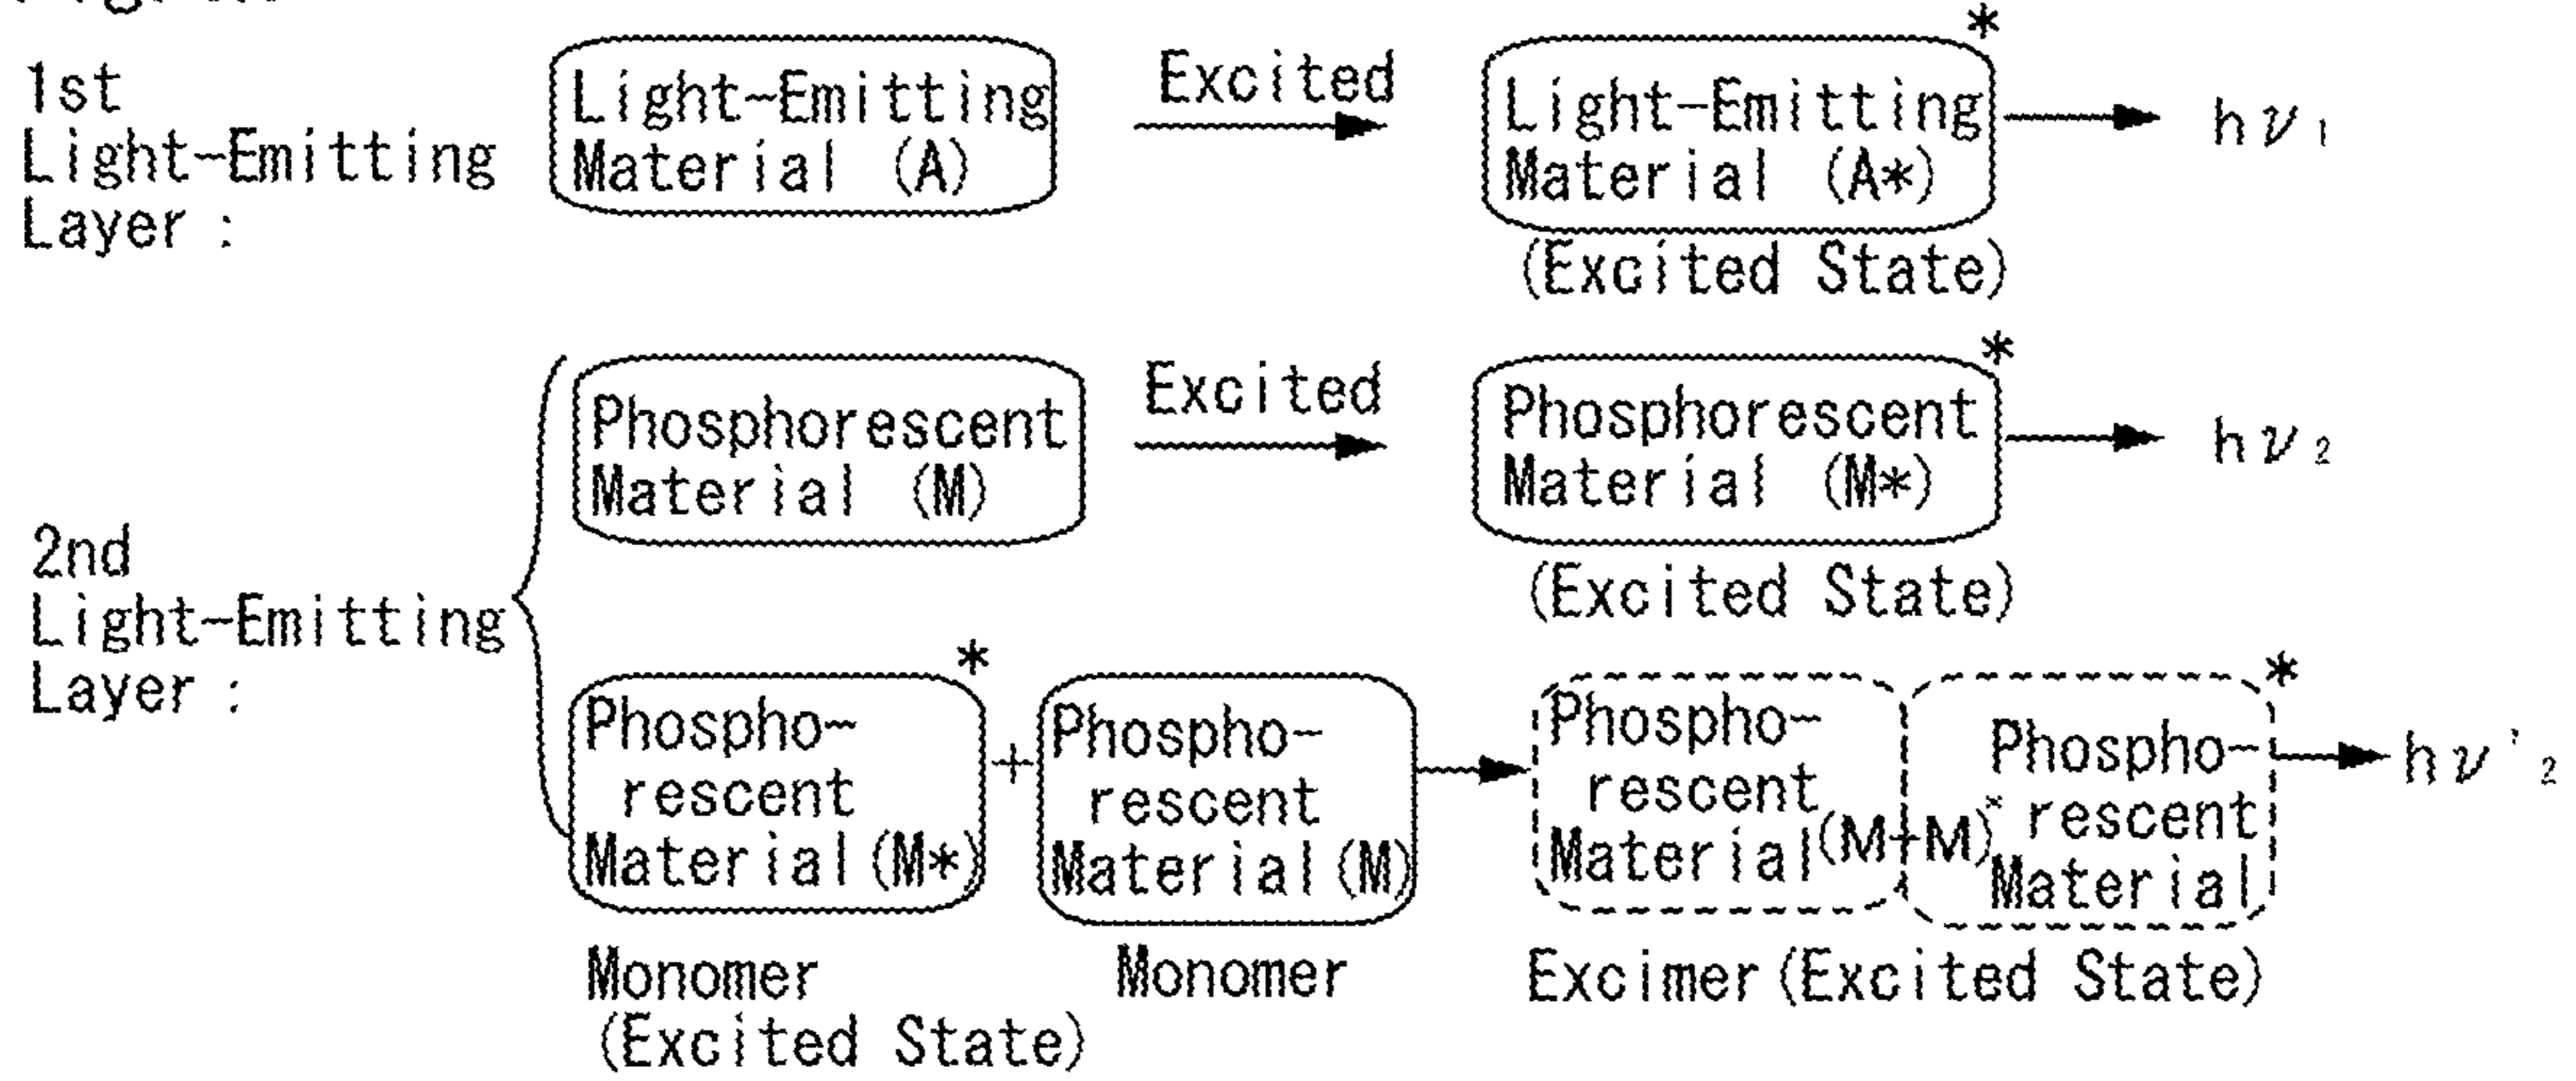 1st
Light-Emitting
Layer :
Light-Emitting
Material (A)
Excited
*
Light-Emitting
Material (A*)
(Excited State)
hν₁
2nd
Light-Emitting
Layer :
Phosphorescent
Material (M)
Excited
*
Phosphorescent
Material (M*)
(Excited State)
hν₂
*
Phospho-
rescent
Material (M*)
Monomer
(Excited State)
+
Phospho-
rescent
Material (M)
Monomer
*
Phospho-
rescent
Material
(M+M)*
Phospho-
rescent
Material
Excimer (Excited State)
hν'₂